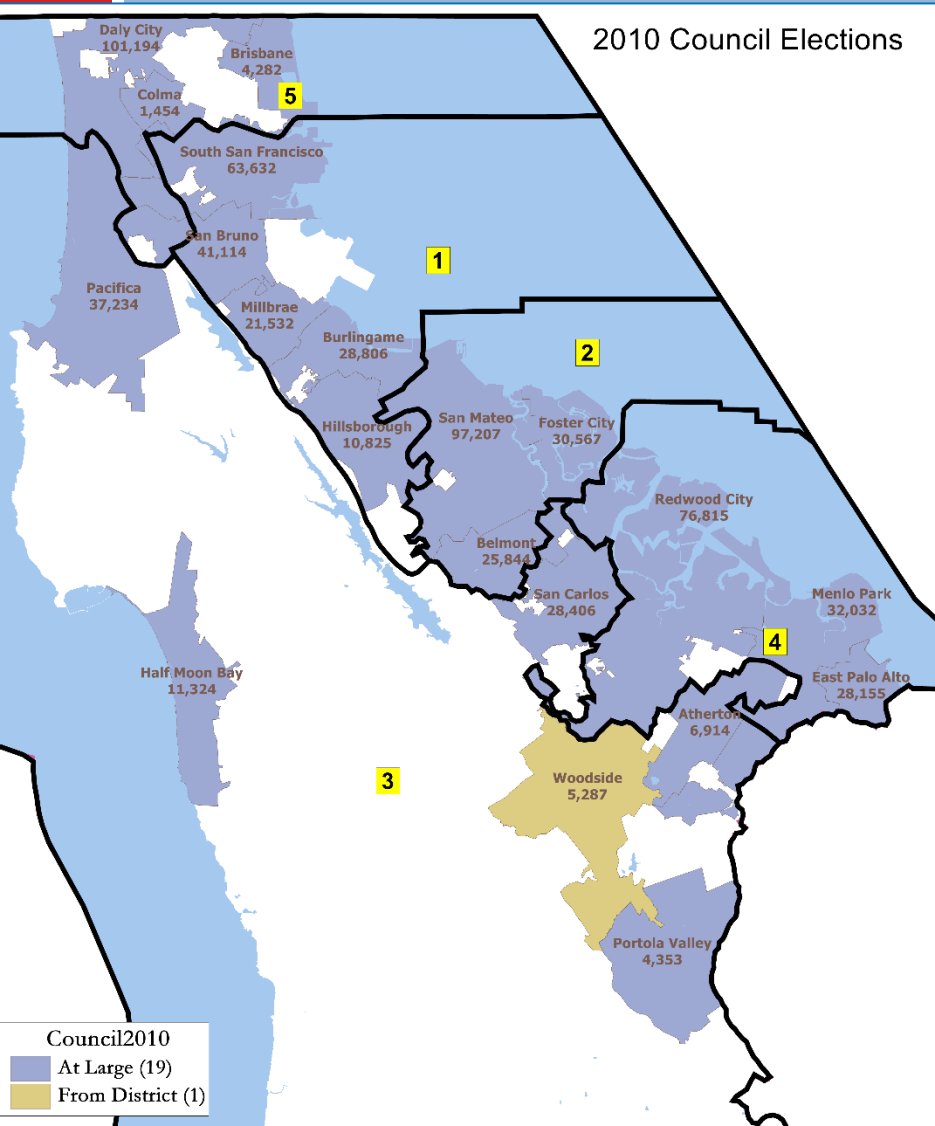 2010 Council Elections
Daly City
101,194
Brisbane
4,282
5
Colma
1,454
South San Francisco
63,632
San Bruno
41,114
1
Pacifica
37,234
Millbrae
21,532
Burlingame
28,806
2
Hillsborough
10,825
San Mateo
97,207
Foster City
30,567
Redwood City
76,815
Belmont
25,844
San Carlos
28,406
Menlo Park
32,032
4
Half Moon Bay
11,324
East Palo Alto
28,155
Atherton
6,914
3
Woodside
5,287
Portola Valley
4,353
Council2010
At Large (19)
From District (1)